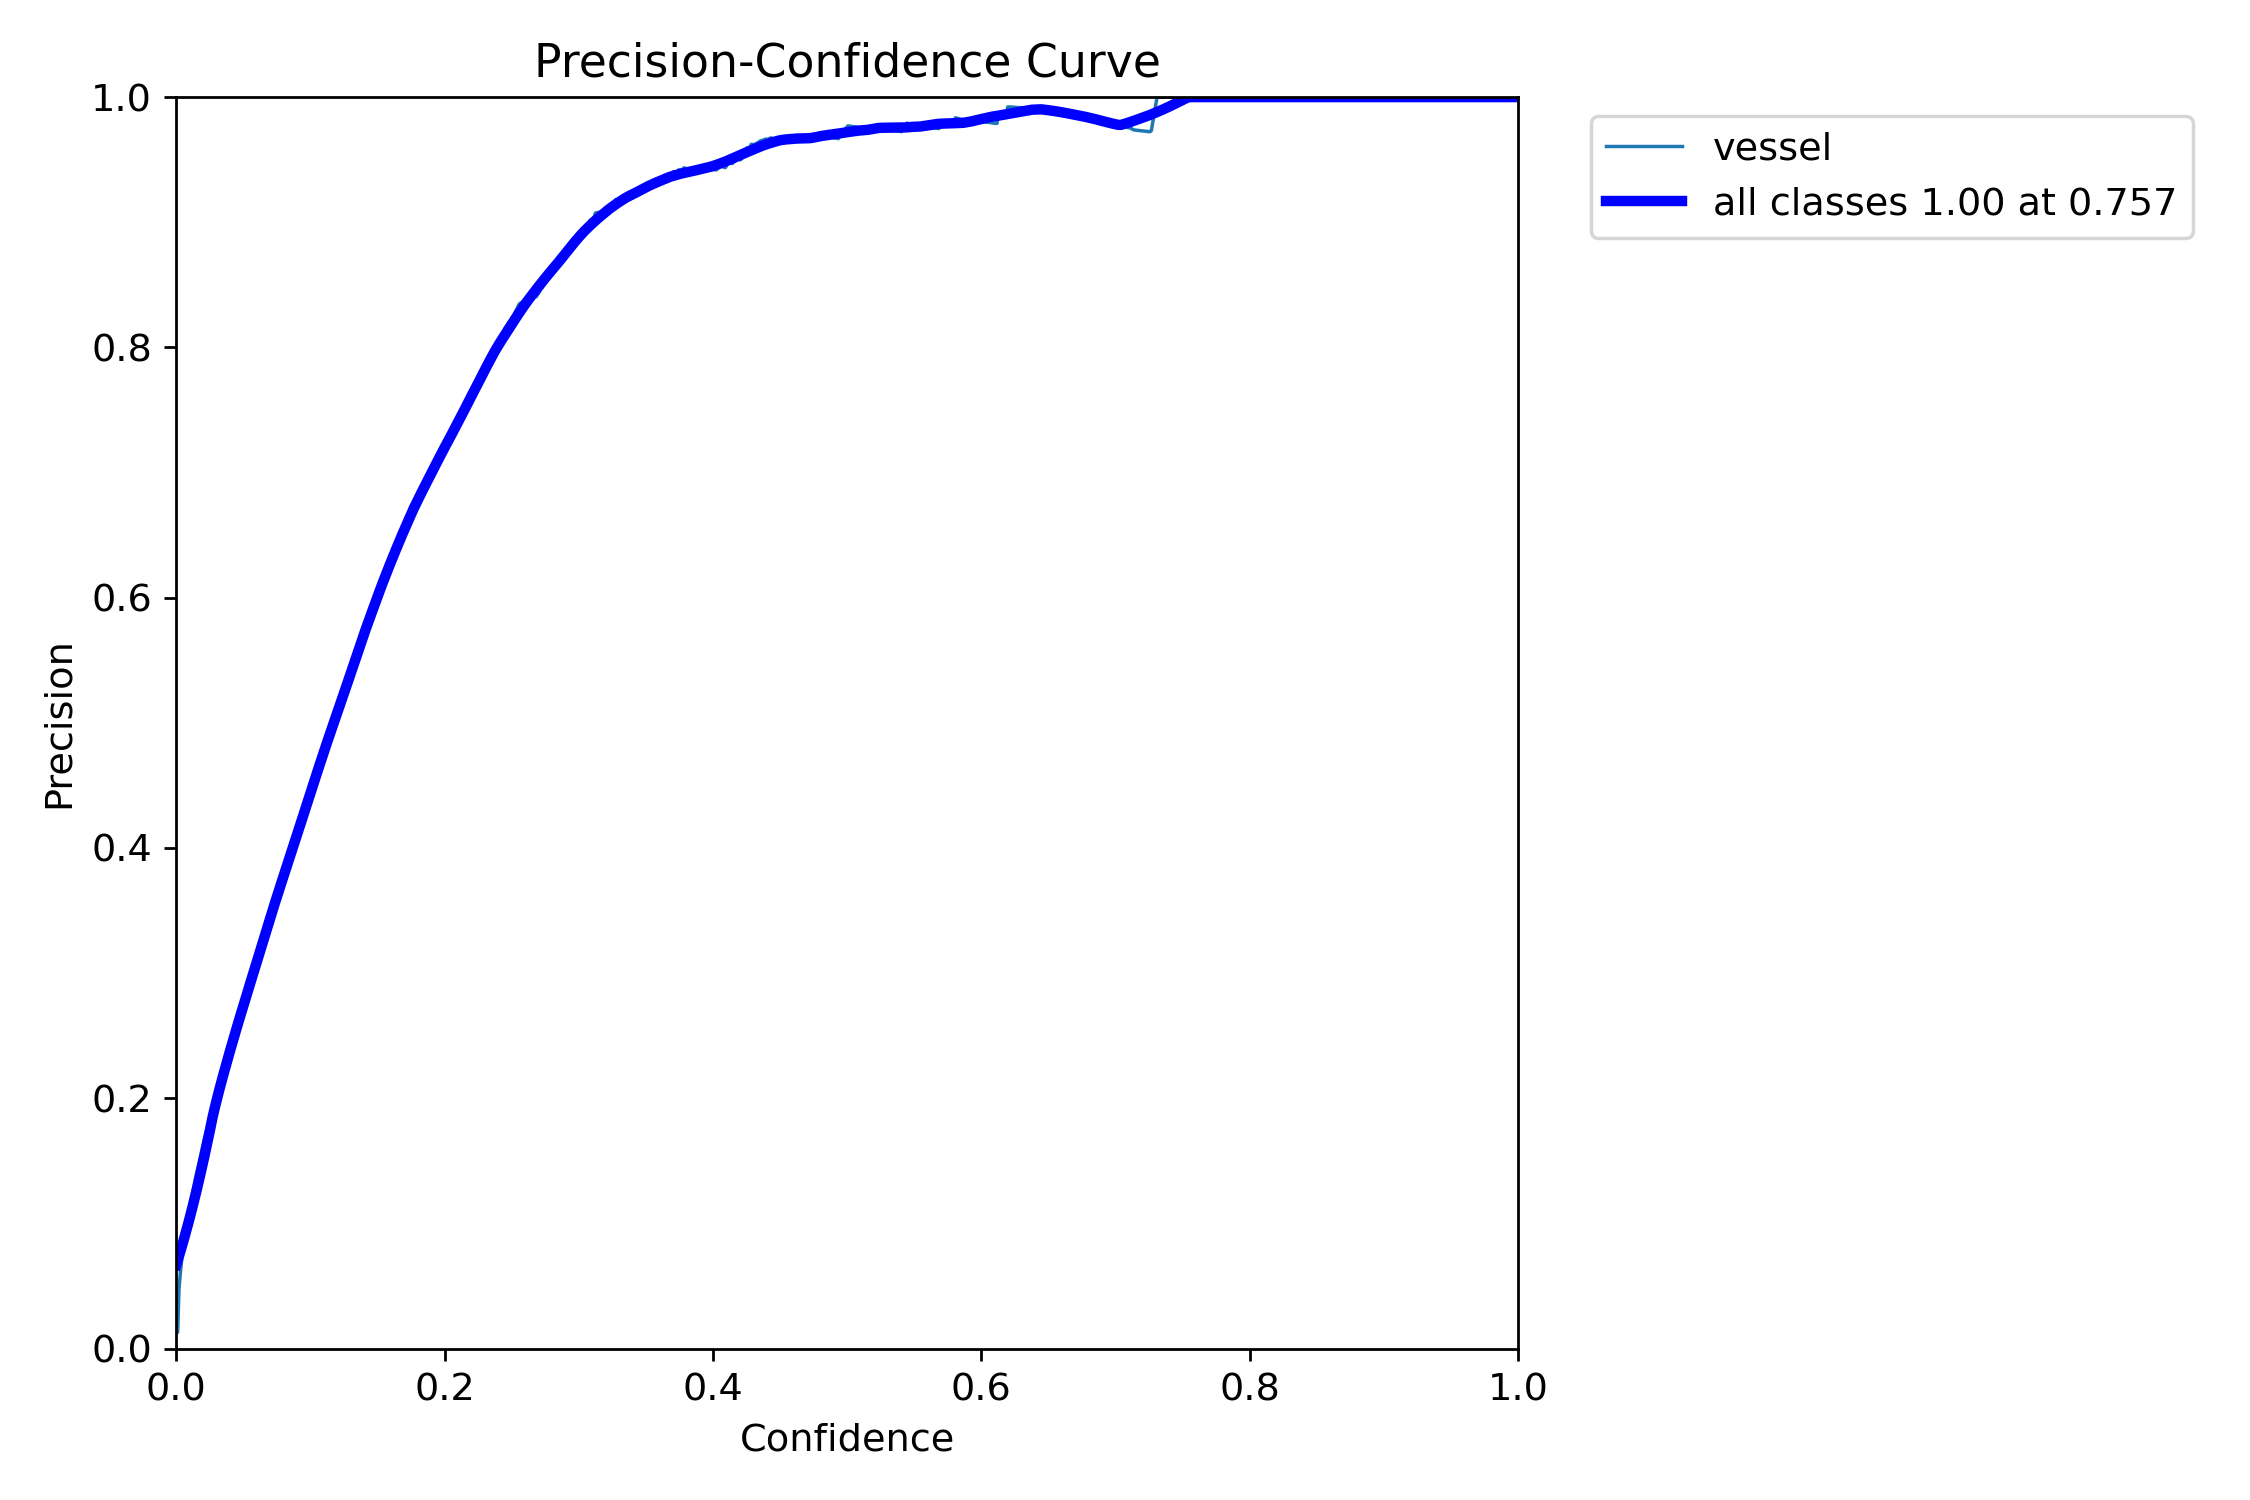 Precision-Confidence Curve
1.0
0.8
0.6
0.4
0.2
0.0
Precision
0.0 0.2 0.4 0.6 0.8 1.0
Confidence
vessel
all classes 1.00 at 0.757